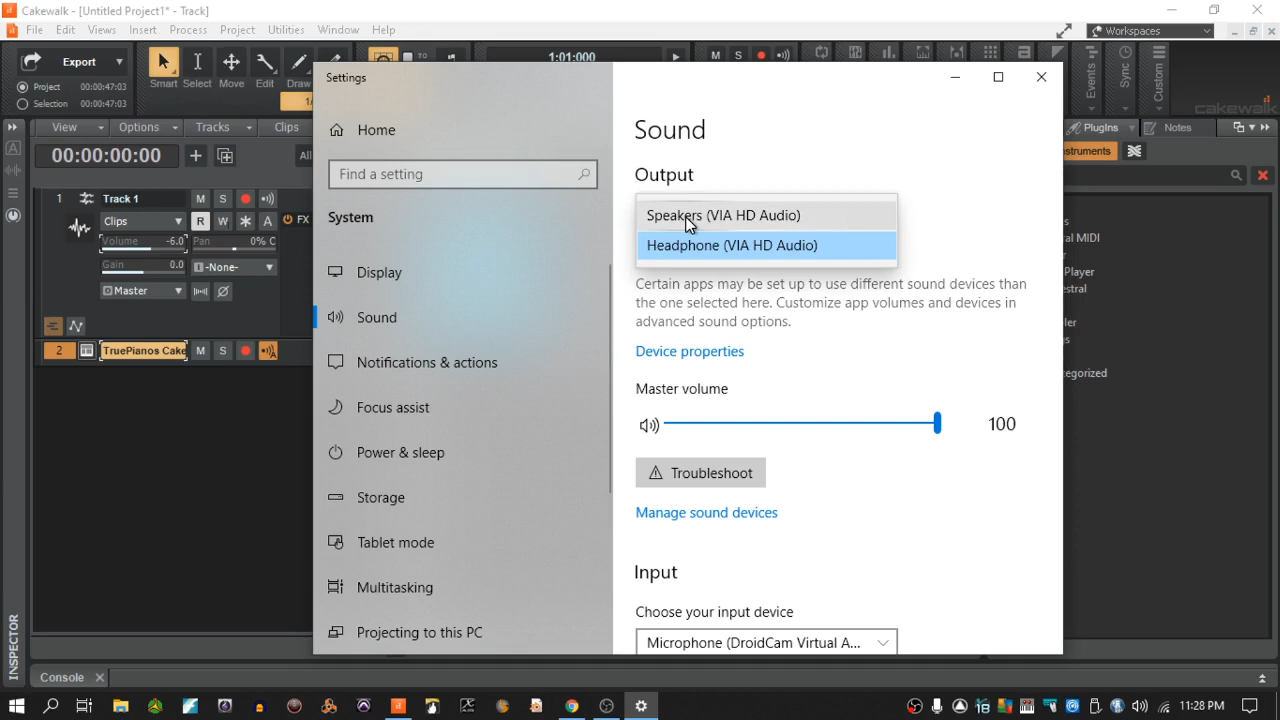 Cakewalk - [Untitled Project1* - Track]
File Edit Views Insert Process Project Utilities Window Help
Workspaces
Export
Project 00:00:47:03
Selection 00:00:47:03
Smart Select Move Edit Draw
TO
1:01:000
M S
Events
Sync
Custom
cakewalk
View Options Tracks Clips
PlugIns Notes
00:00:00:00
All
struments
1 Track 1 M S
Clips R W A FX
Volume -6.0 Pan 0% C
Gain 0.0 -None-
Master
2 TruePianos Cake M S
s
al MIDI
r
Player
estral
ler
s
egorized
INSPECTOR
Console
Settings
Home
Find a setting
System
Display
Sound
Notifications & actions
Focus assist
Power & sleep
Storage
Tablet mode
Multitasking
Projecting to this PC
Sound
Output
Speakers (VIA HD Audio)
Headphone (VIA HD Audio)
Certain apps may be set up to use different sound devices than
the one selected here. Customize app volumes and devices in
advanced sound options.
Device properties
Master volume
100
Troubleshoot
Manage sound devices
Input
Choose your input device
Microphone (DroidCam Virtual A...
11:28 PM